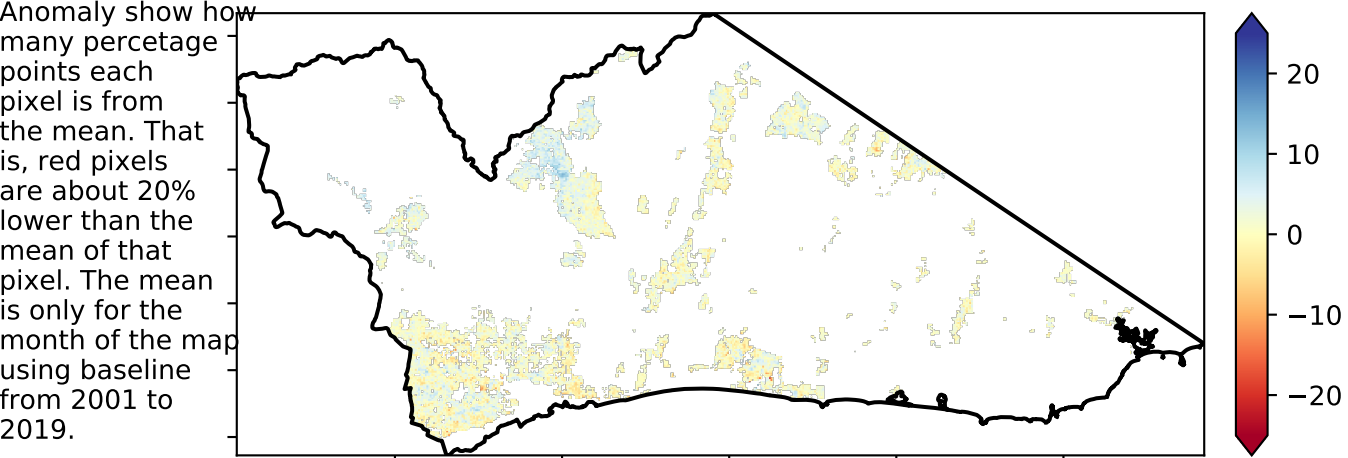 Anomaly show how
many percetage
points each
pixel is from
the mean. That
is, red pixels
are about 20%
lower than the
mean of that
pixel. The mean
is only for the
month of the map
using baseline
from 2001 to
2019.
20
10
0
−10
−20